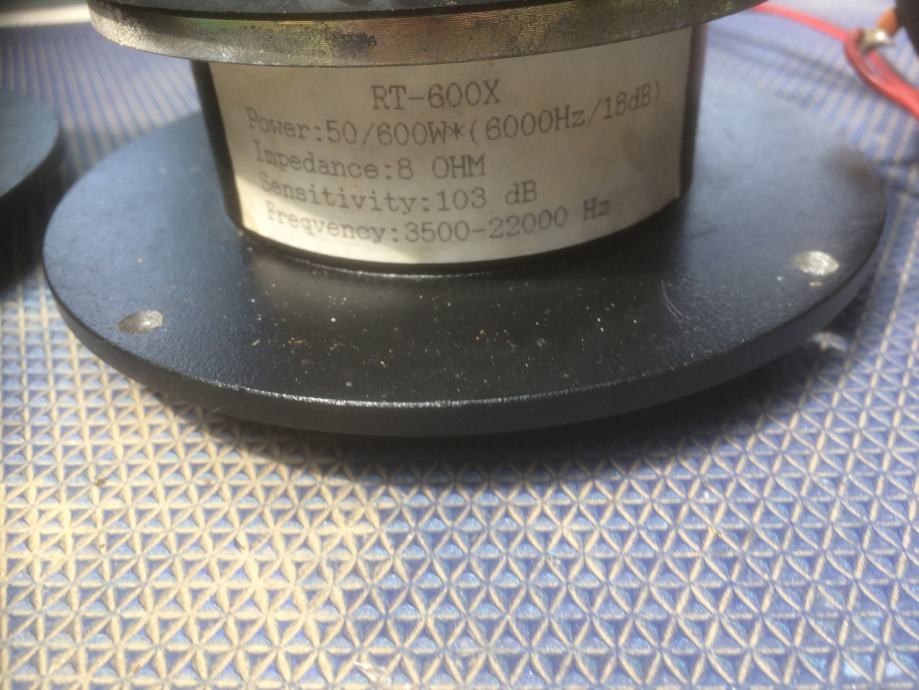 RT-600X
Power:50/600W*(6000Hz/18dB)
Impedance:8 OHM
Sensitivity:103 dB
Freqvency:3500-22000 Hz